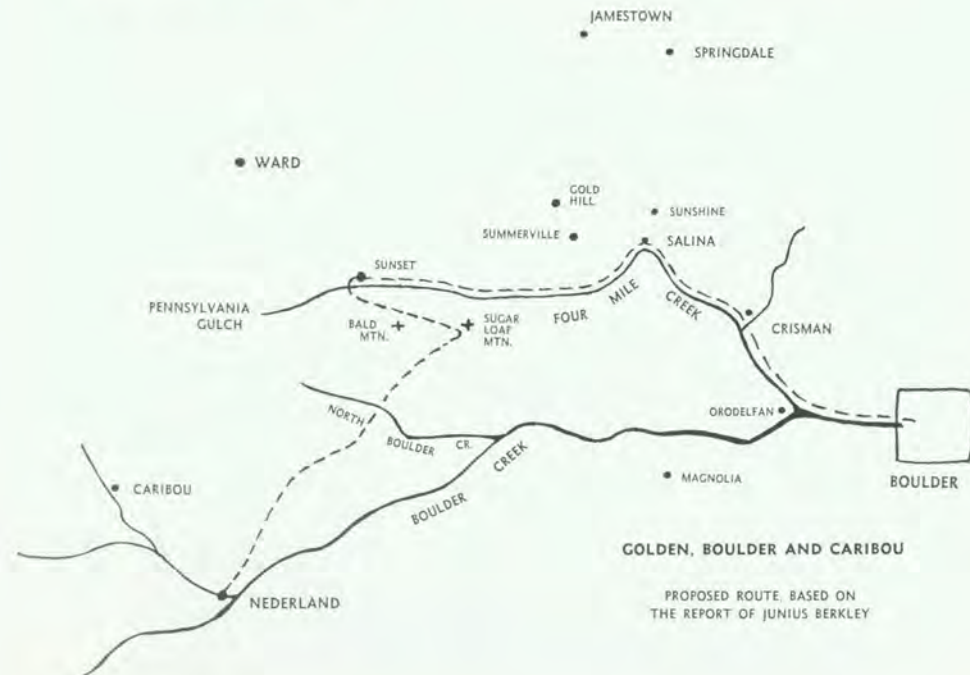 JAMESTOWN
SPRINGDALE
WARD
GOLD
HILL
SUNSHINE
SUMMERVILLE
SALINA
SUNSET
PENNSYLVANIA
GULCH
FOUR
MILE
CREEK
BALD
MTN.
SUGAR
LOAF
MTN.
CRISMAN
NORTH
BOULDER
CR.
ORODELFAN
BOULDER
CREEK
MAGNOLIA
BOULDER
CARIBOU
NEDERLAND
GOLDEN, BOULDER AND CARIBOU
PROPOSED ROUTE, BASED ON
THE REPORT OF JUNIUS BERKLEY